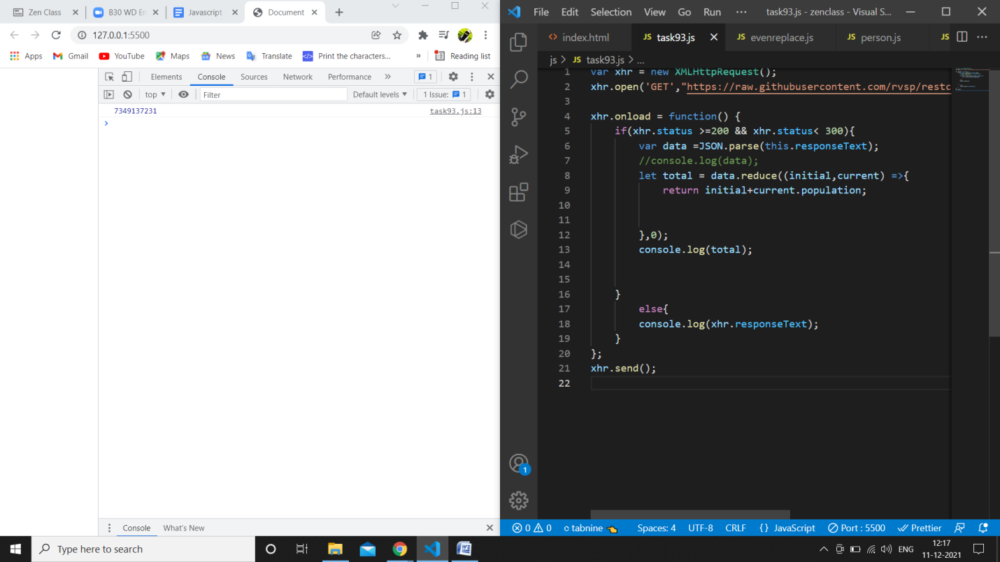 Zen Class
B30 WD En
Javascript
Document
127.0.0.1:5500
Apps Gmail YouTube Maps News Translate Print the characters... » Reading list
Elements Console Sources Network Performance » 1
top Filter Default levels 1 Issue: 1
7349137231 task93.js:13
Console What's New
File Edit Selection View Go Run ··· task93.js - zenclass - Visual S...
index.html JS task93.js JS evenreplace.js JS person.js JS
js > JS task93.js > ...
1 var xhr = new XMLHttpRequest();
2 xhr.open('GET',"https://raw.githubusercontent.com/rvsp/restc
3
4 xhr.onload = function() {
5 if(xhr.status >=200 && xhr.status< 300){
6 var data =JSON.parse(this.responseText);
7 //console.log(data);
8 let total = data.reduce((initial,current) =>{
9 return initial+current.population;
10
11
12 },0);
13 console.log(total);
14
15
16 }
17 else{
18 console.log(xhr.responseText);
19 }
20 };
21 xhr.send();
22
1
0 0 tabnine Spaces: 4 UTF-8 CRLF {} JavaScript Port : 5500 Prettier
Type here to search
ENG 12:17
11-12-2021